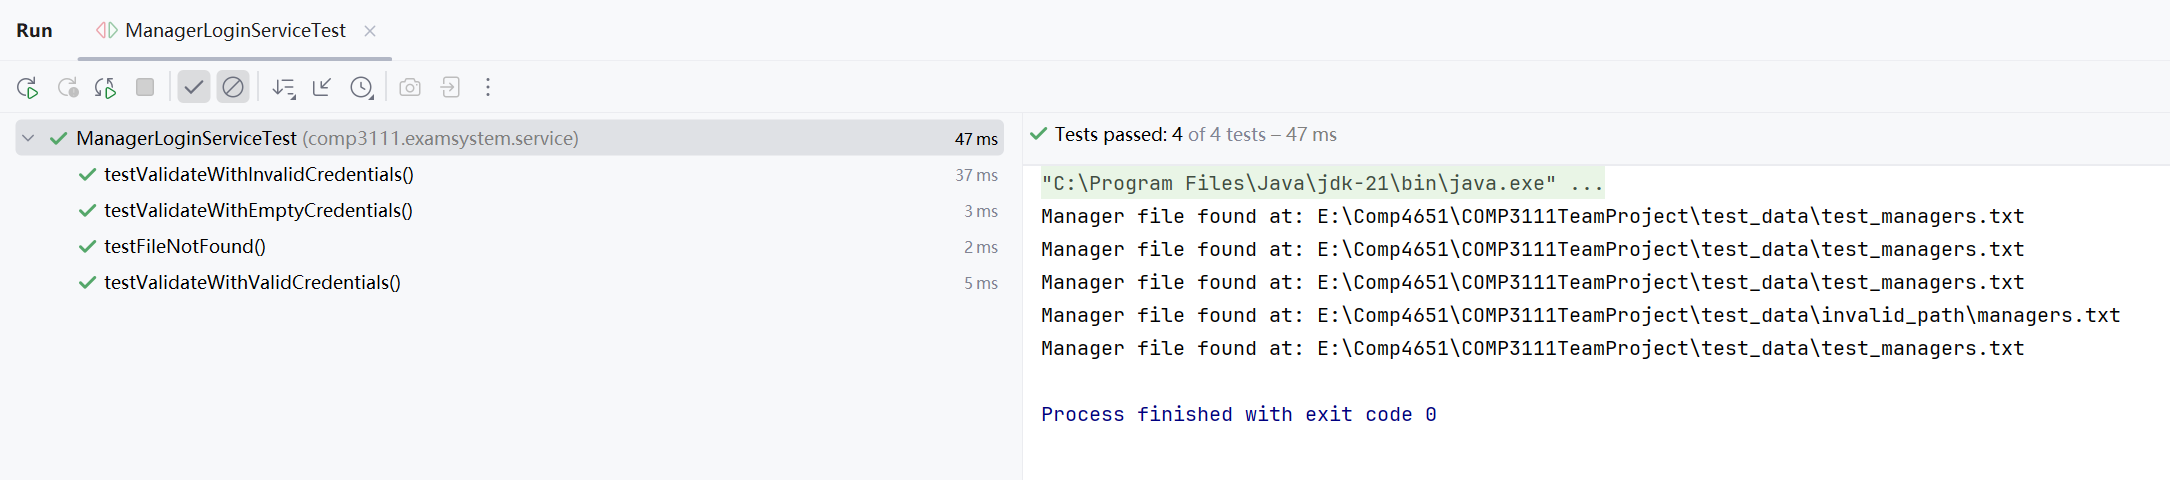 Run ManagerLoginServiceTest
ManagerLoginServiceTest (comp3111.examsystem.service) 47 ms
testValidateWithInvalidCredentials() 37 ms
testValidateWithEmptyCredentials() 3 ms
testFileNotFound() 2 ms
testValidateWithValidCredentials() 5 ms
Tests passed: 4 of 4 tests – 47 ms
"C:\Program Files\Java\jdk-21\bin\java.exe" ...
Manager file found at: E:\Comp4651\COMP3111TeamProject\test_data\test_managers.txt
Manager file found at: E:\Comp4651\COMP3111TeamProject\test_data\test_managers.txt
Manager file found at: E:\Comp4651\COMP3111TeamProject\test_data\test_managers.txt
Manager file found at: E:\Comp4651\COMP3111TeamProject\test_data\invalid_path\managers.txt
Manager file found at: E:\Comp4651\COMP3111TeamProject\test_data\test_managers.txt
Process finished with exit code 0